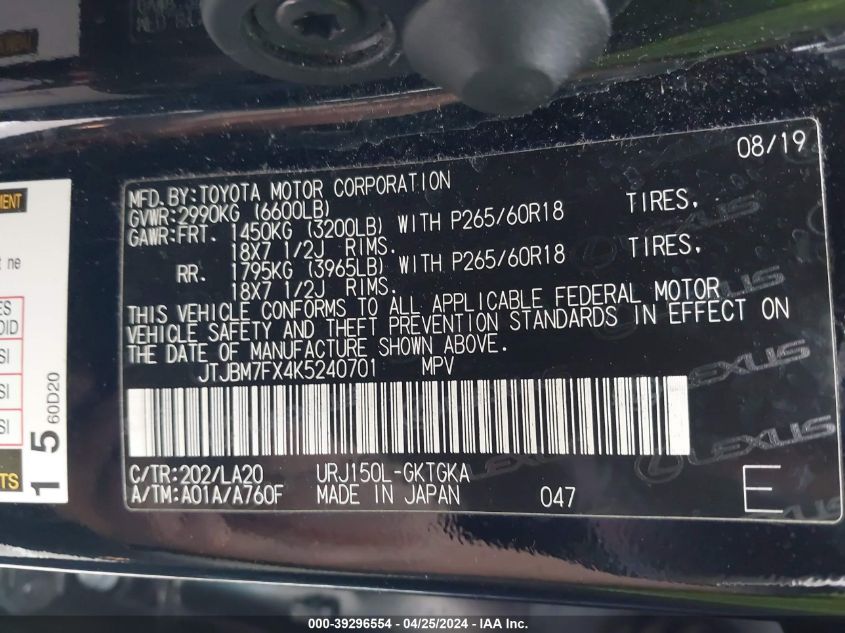 08/19
MFD.BY:TOYOTA MOTOR CORPORATION
GVWR:2990KG (6600LB)
GAWR:FRT. 1450KG (3200LB) WITH P265/60R18 TIRES,
18X7 1/2J RIMS.
RR. 1795KG (3965LB) WITH P265/60R18 TIRES,
18X7 1/2J RIMS.
THIS VEHICLE CONFORMS TO ALL APPLICABLE FEDERAL MOTOR
VEHICLE SAFETY AND THEFT PREVENTION STANDARDS IN EFFECT ON
THE DATE OF MANUFACTURE SHOWN ABOVE.
JTJBM7FX4K5240701 MPV
C/TR:202/LA20 URJ150L-GKTGKA
A/TM:A01A/A760F MADE IN JAPAN 047 E
LEXUS
LEXUS
15
60D20
000-39296554 - 04/25/2024 - IAA Inc.